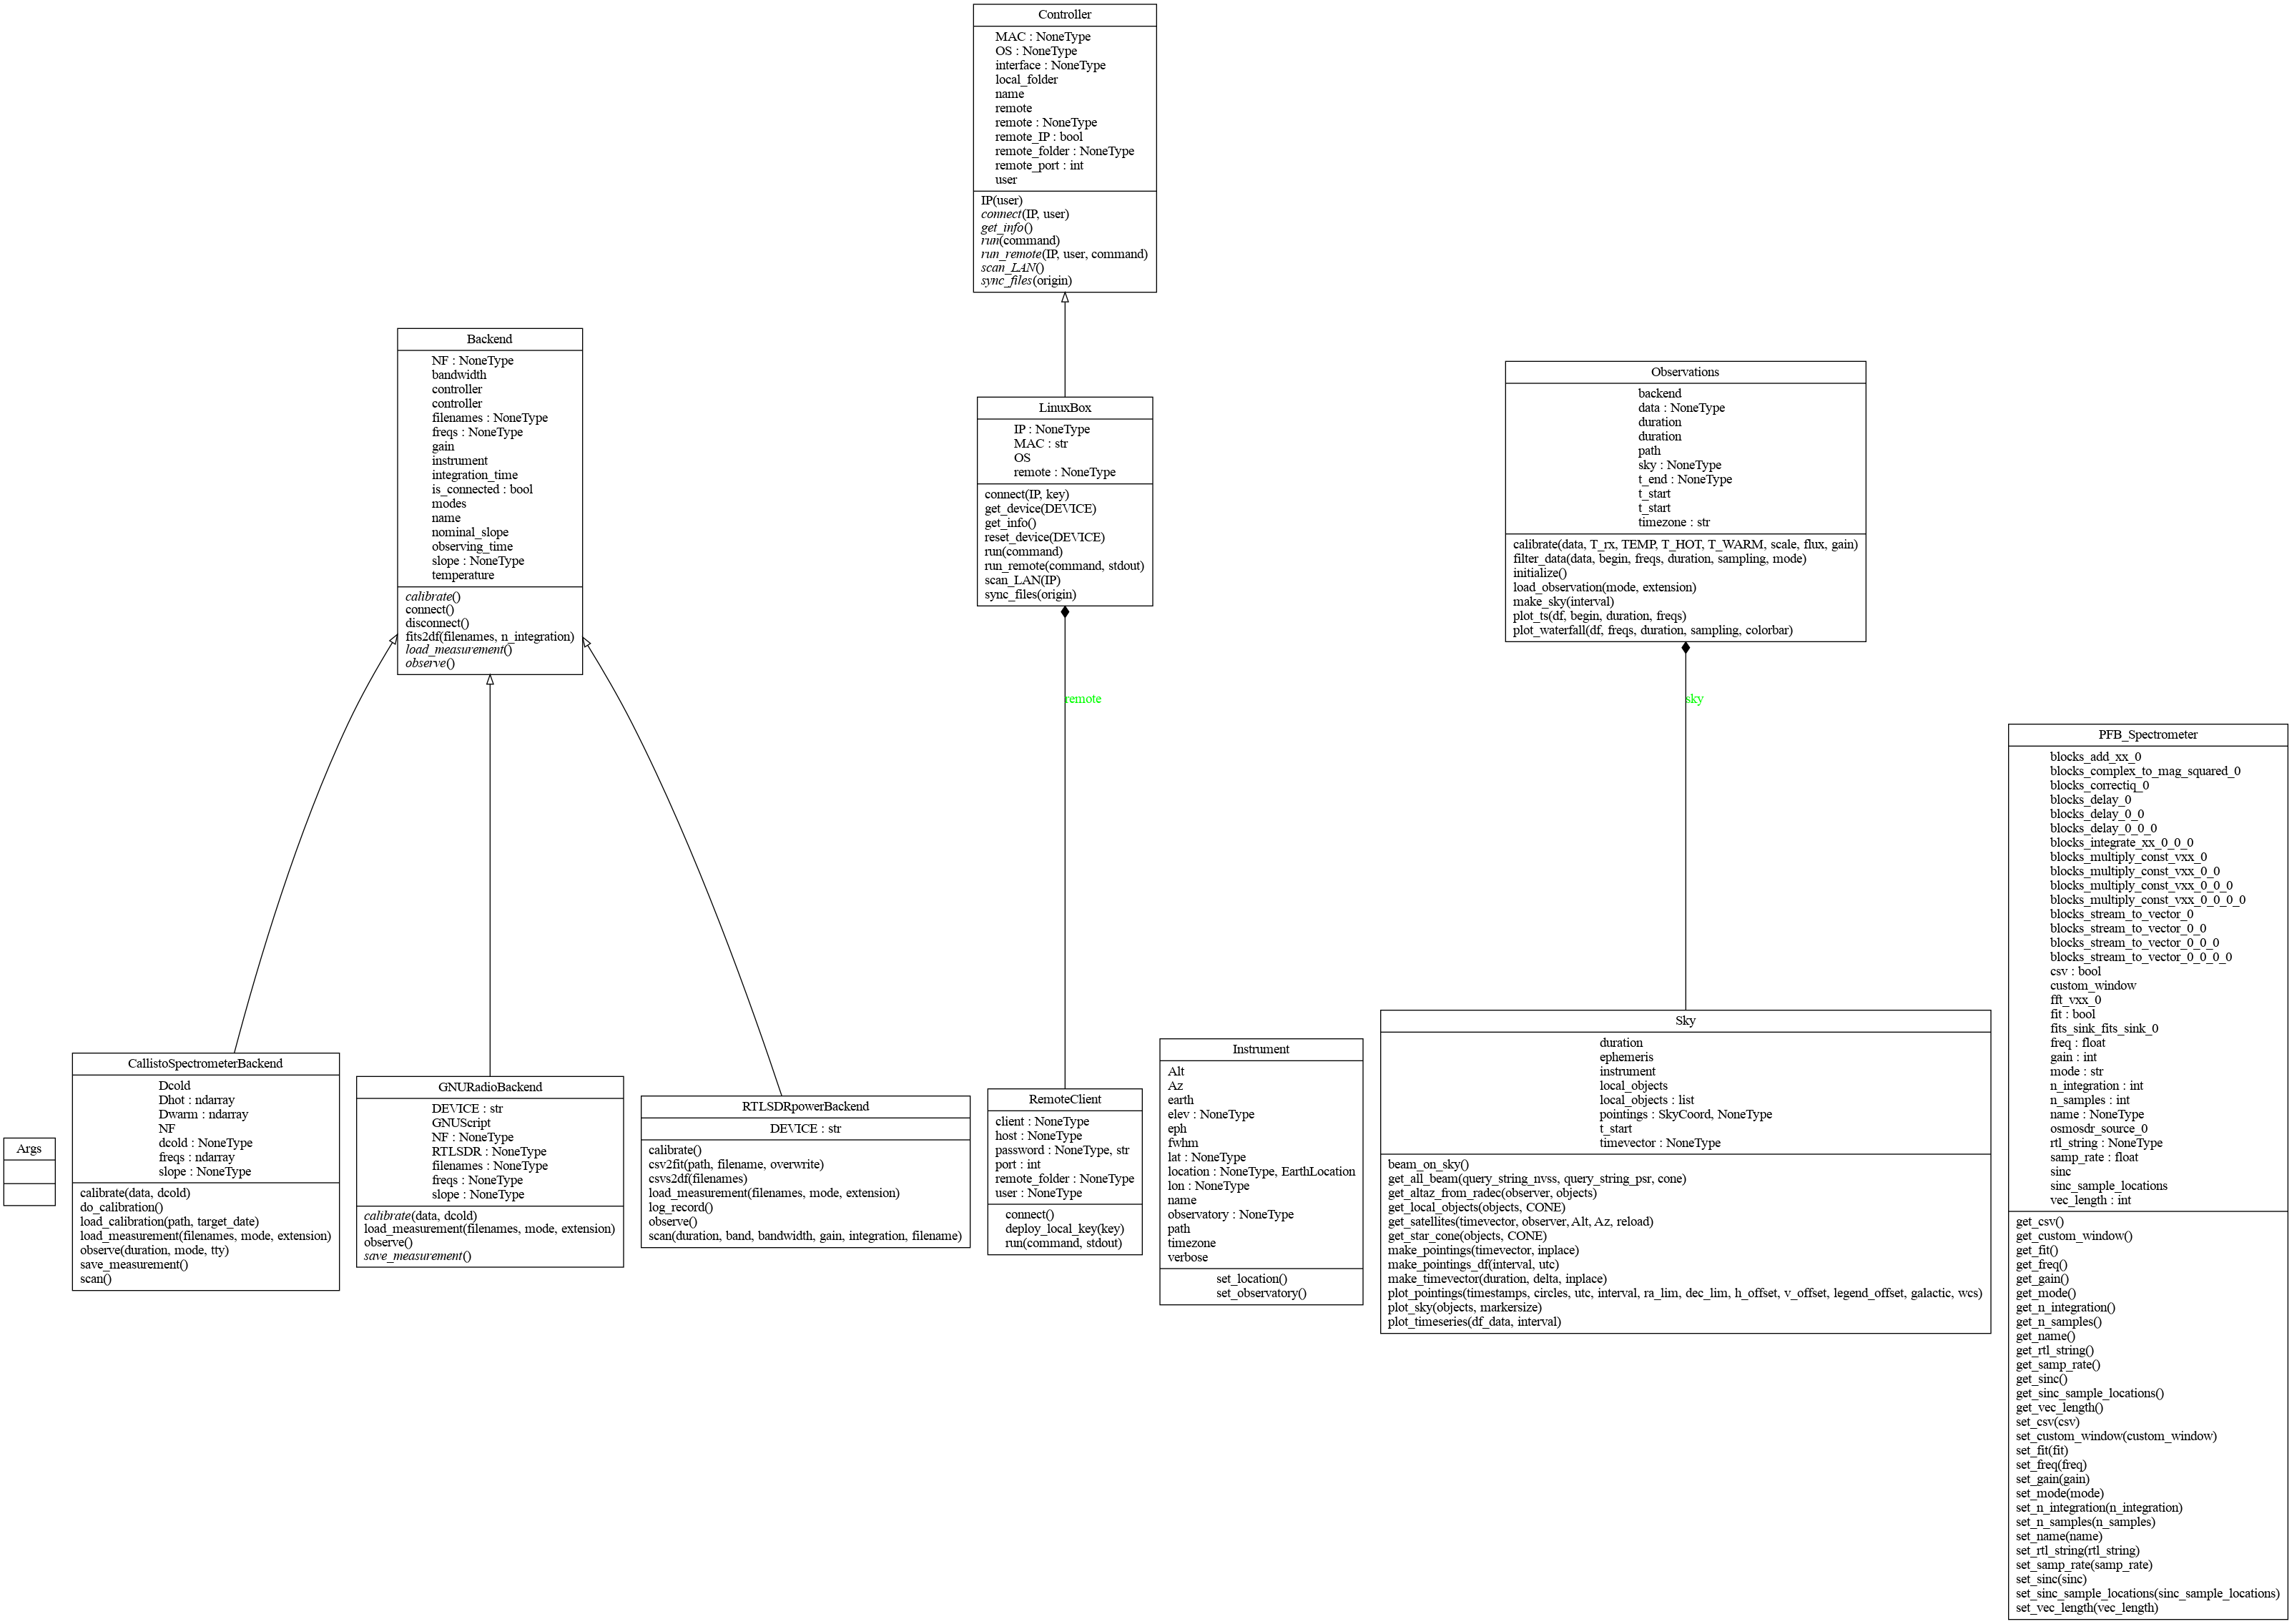 Controller
MAC : NoneType
OS : NoneType
interface : NoneType
local_folder
name
remote
remote : NoneType
remote_IP : bool
remote_folder : NoneType
remote_port : int
user
IP(user)
connect(IP, user)
get_info()
run(command)
run_remote(IP, user, command)
scan_LAN()
sync_files(origin)
Backend
NF : NoneType
bandwidth
controller
controller
filenames : NoneType
freqs : NoneType
gain
instrument
integration_time
is_connected : bool
modes
name
nominal_slope
observing_time
slope : NoneType
temperature
calibrate()
connect()
disconnect()
fits2df(filenames, n_integration)
load_measurement()
observe()
LinuxBox
IP : NoneType
MAC : str
OS
remote : NoneType
connect(IP, key)
get_device(DEVICE)
get_info()
reset_device(DEVICE)
run(command)
run_remote(command, stdout)
scan_LAN(IP)
sync_files(origin)
Observations
backend
data : NoneType
duration
duration
path
sky : NoneType
t_end : NoneType
t_start
t_start
timezone : str
calibrate(data, T_rx, TEMP, T_HOT, T_WARM, scale, flux, gain)
filter_data(data, begin, freqs, duration, sampling, mode)
initialize()
load_observation(mode, extension)
make_sky(interval)
plot_ts(df, begin, duration, freqs)
plot_waterfall(df, freqs, duration, sampling, colorbar)
remote
sky
Args
CallistoSpectrometerBackend
Dcold
Dhot : ndarray
Dwarm : ndarray
NF
dcold : NoneType
freqs : ndarray
slope : NoneType
calibrate(data, dcold)
do_calibration()
load_calibration(path, target_date)
load_measurement(filenames, mode, extension)
observe(duration, mode, tty)
save_measurement()
scan()
GNURadioBackend
DEVICE : str
GNUScript
NF : NoneType
RTLSDR : NoneType
filenames : NoneType
freqs : NoneType
slope : NoneType
calibrate(data, dcold)
load_measurement(filenames, mode, extension)
observe()
save_measurement()
RTLSDRpowerBackend
DEVICE : str
calibrate()
csv2fit(path, filename, overwrite)
csvs2df(filenames)
load_measurement(filenames, mode, extension)
log_record()
observe()
scan(duration, band, bandwidth, gain, integration, filename)
RemoteClient
client : NoneType
host : NoneType
password : NoneType, str
port : int
remote_folder : NoneType
user : NoneType
connect()
deploy_local_key(key)
run(command, stdout)
Instrument
Alt
Az
earth
elev : NoneType
eph
fwhm
lat : NoneType
location : NoneType, EarthLocation
lon : NoneType
name
observatory : NoneType
path
timezone
verbose
set_location()
set_observatory()
Sky
duration
ephemeris
instrument
local_objects
local_objects : list
pointings : SkyCoord, NoneType
t_start
timevector : NoneType
beam_on_sky()
get_all_beam(query_string_nvss, query_string_psr, cone)
get_altaz_from_radec(observer, objects)
get_local_objects(objects, CONE)
get_satellites(timevector, observer, Alt, Az, reload)
get_star_cone(objects, CONE)
make_pointings(timevector, inplace)
make_pointings_df(interval, utc)
make_timevector(duration, delta, inplace)
plot_pointings(timestamps, circles, utc, interval, ra_lim, dec_lim, h_offset, v_offset, legend_offset, galactic, wcs)
plot_sky(objects, markersize)
plot_timeseries(df_data, interval)
PFB_Spectrometer
blocks_add_xx_0
blocks_complex_to_mag_squared_0
blocks_correctiq_0
blocks_delay_0
blocks_delay_0_0
blocks_delay_0_0_0
blocks_integrate_xx_0_0_0
blocks_multiply_const_vxx_0
blocks_multiply_const_vxx_0_0
blocks_multiply_const_vxx_0_0_0
blocks_multiply_const_vxx_0_0_0_0
blocks_stream_to_vector_0
blocks_stream_to_vector_0_0
blocks_stream_to_vector_0_0_0
blocks_stream_to_vector_0_0_0_0
csv : bool
custom_window
fft_vxx_0
fit : bool
fits_sink_fits_sink_0
freq : float
gain : int
mode : str
n_integration : int
n_samples : int
name : NoneType
osmosdr_source_0
rtl_string : NoneType
samp_rate : float
sinc
sinc_sample_locations
vec_length : int
get_csv()
get_custom_window()
get_fit()
get_freq()
get_gain()
get_mode()
get_n_integration()
get_n_samples()
get_name()
get_rtl_string()
get_samp_rate()
get_sinc()
get_sinc_sample_locations()
get_vec_length()
set_csv(csv)
set_custom_window(custom_window)
set_fit(fit)
set_freq(freq)
set_gain(gain)
set_mode(mode)
set_n_integration(n_integration)
set_n_samples(n_samples)
set_name(name)
set_rtl_string(rtl_string)
set_samp_rate(samp_rate)
set_sinc(sinc)
set_sinc_sample_locations(sinc_sample_locations)
set_vec_length(vec_length)